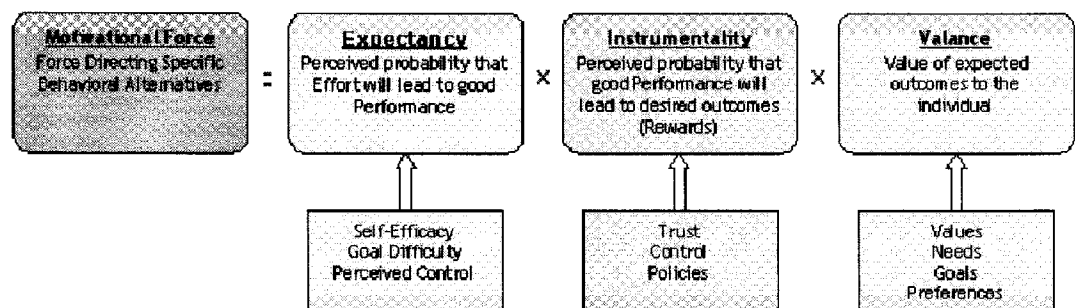 Motivational Force
Force Directing Specific
Behavioral Alternatives
=
Expectancy
Perceived probability that
Effort will lead to good
Performance
×
Instrumentality
Perceived probability that
good Performance will
lead to desired outcomes
(Rewards)
×
Valance
Value of expected
outcomes to the
individual
Self-Efficacy
Goal Difficulty
Perceived Control
Trust
Control
Policies
Values
Needs
Goals
Preferences